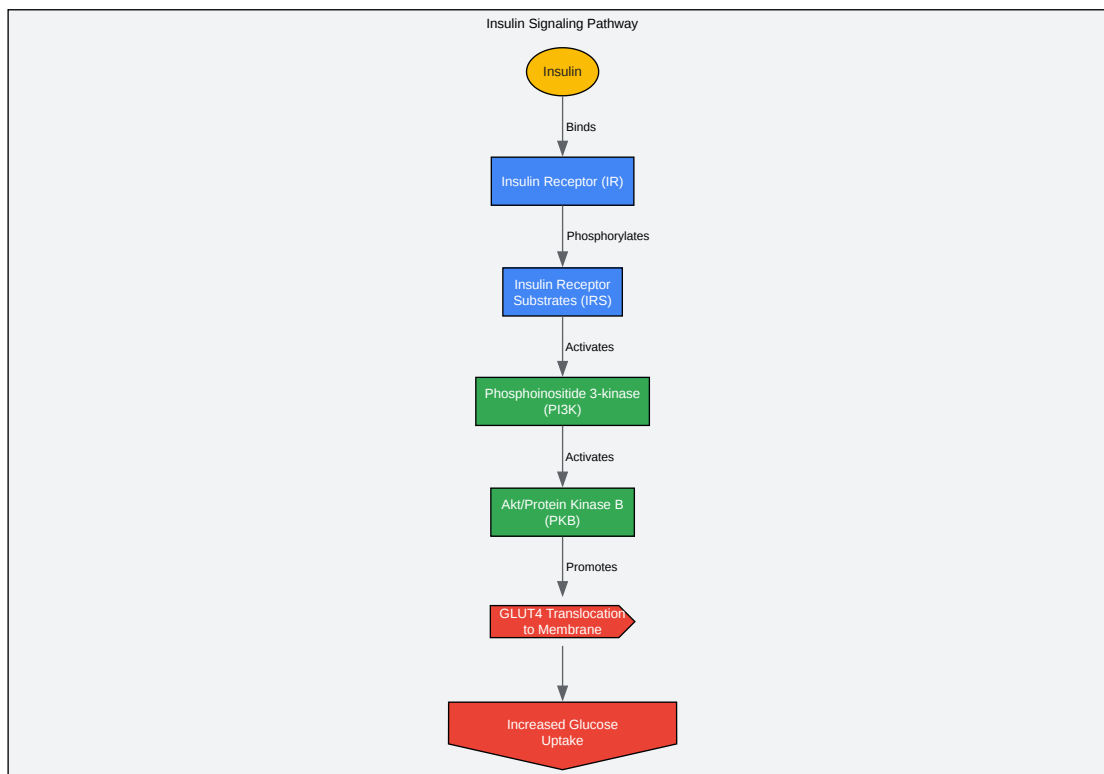 Insulin Signaling Pathway
Insulin
Binds
Insulin Receptor (IR)
Phosphorylates
Insulin Receptor
Substrates (IRS)
Activates
Phosphoinositide 3-kinase
(PI3K)
Activates
Akt/Protein Kinase B
(PKB)
Promotes
GLUT4 Translocation
to Membrane
Increased Glucose
Uptake